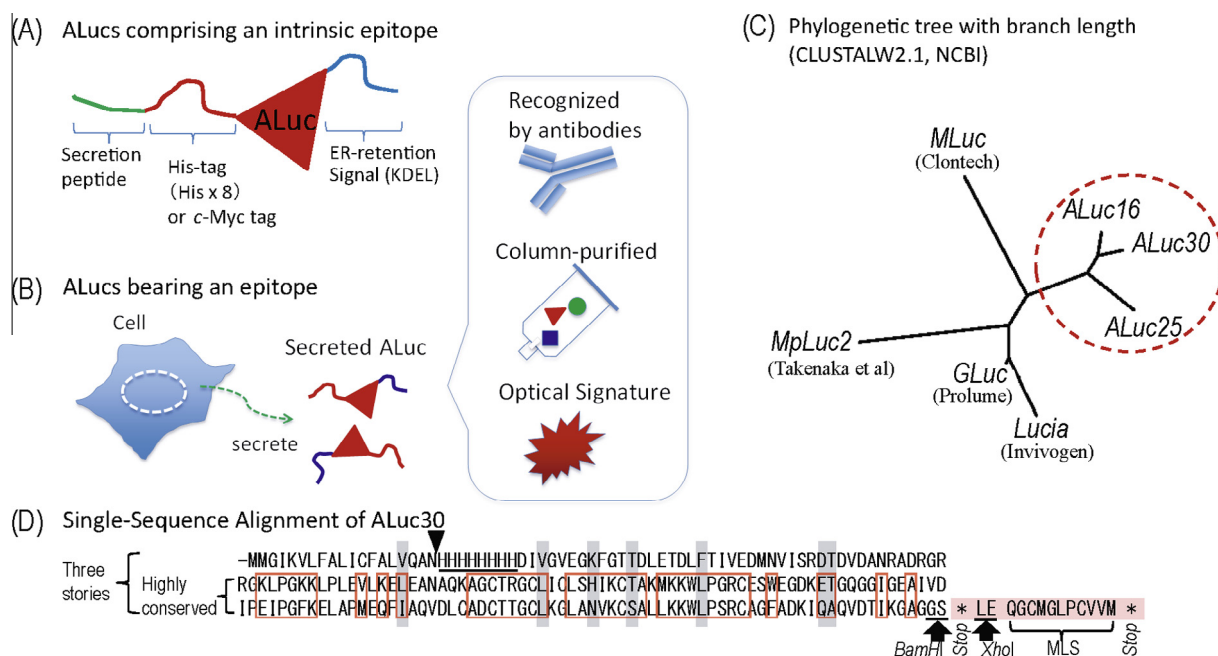 (A) ALucs comprising an intrinsic epitope
ALuc
Secretion
peptide
His-tag
(His x 8)
or c-Myc tag
ER-retention
Signal (KDEL)
(B) ALucs bearing an epitope
Cell
secrete
Secreted ALuc
Recognized
by antibodies
Column-purified
Optical Signature
(C) Phylogenetic tree with branch length
(CLUSTALW2.1, NCBI)
MLuc
(Clontech)
ALuc16
ALuc30
ALuc25
MpLuc2
(Takenaka et al)
GLuc
(Prolume)
Lucia
(Invivogen)
(D) Single-Sequence Alignment of ALuc30
Three
stories
Highly
conserved
-MMGIKVLFALICFALVQANHHHHHHHHDIVGVEGKFGTTDLETDLFTIVEDMNVISRDTDVDANRADRGR
RGKLPGKKLPLEVLKELEANAQKAGCTRGCLICLSHIKCTAKMKKWLPGRCESWEGDKETGQGGIGEAIVD
IPEIPGFKELAPMEQFIAQVDLCADCTTGCLKGLANVKCSALLKKWLPSRCAGFADKIQAQVDTIKGAGGS * LE QGCMGLPCVVM *
BamHI
Stop
XhoI
MLS
Stop